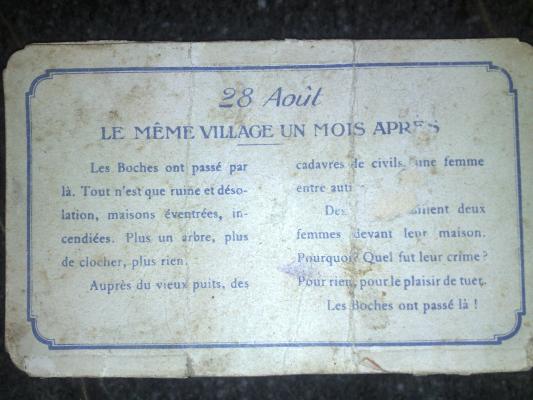 28 Août
LE MÊME VILLAGE UN MOIS APRÈS
Les Boches ont passé par
là. Tout n'est que ruine et déso-
lation, maisons éventrées, in-
cendiées. Plus un arbre, plus
de clocher, plus rien.
Auprès du vieux puits, des
cadavres de civils, une femme
entre
deux
femmes devant leur maison.
Pourquoi? Quel fut leur crime?
Pour rien, pour le plaisir de tuer.
Les Boches ont passé là!